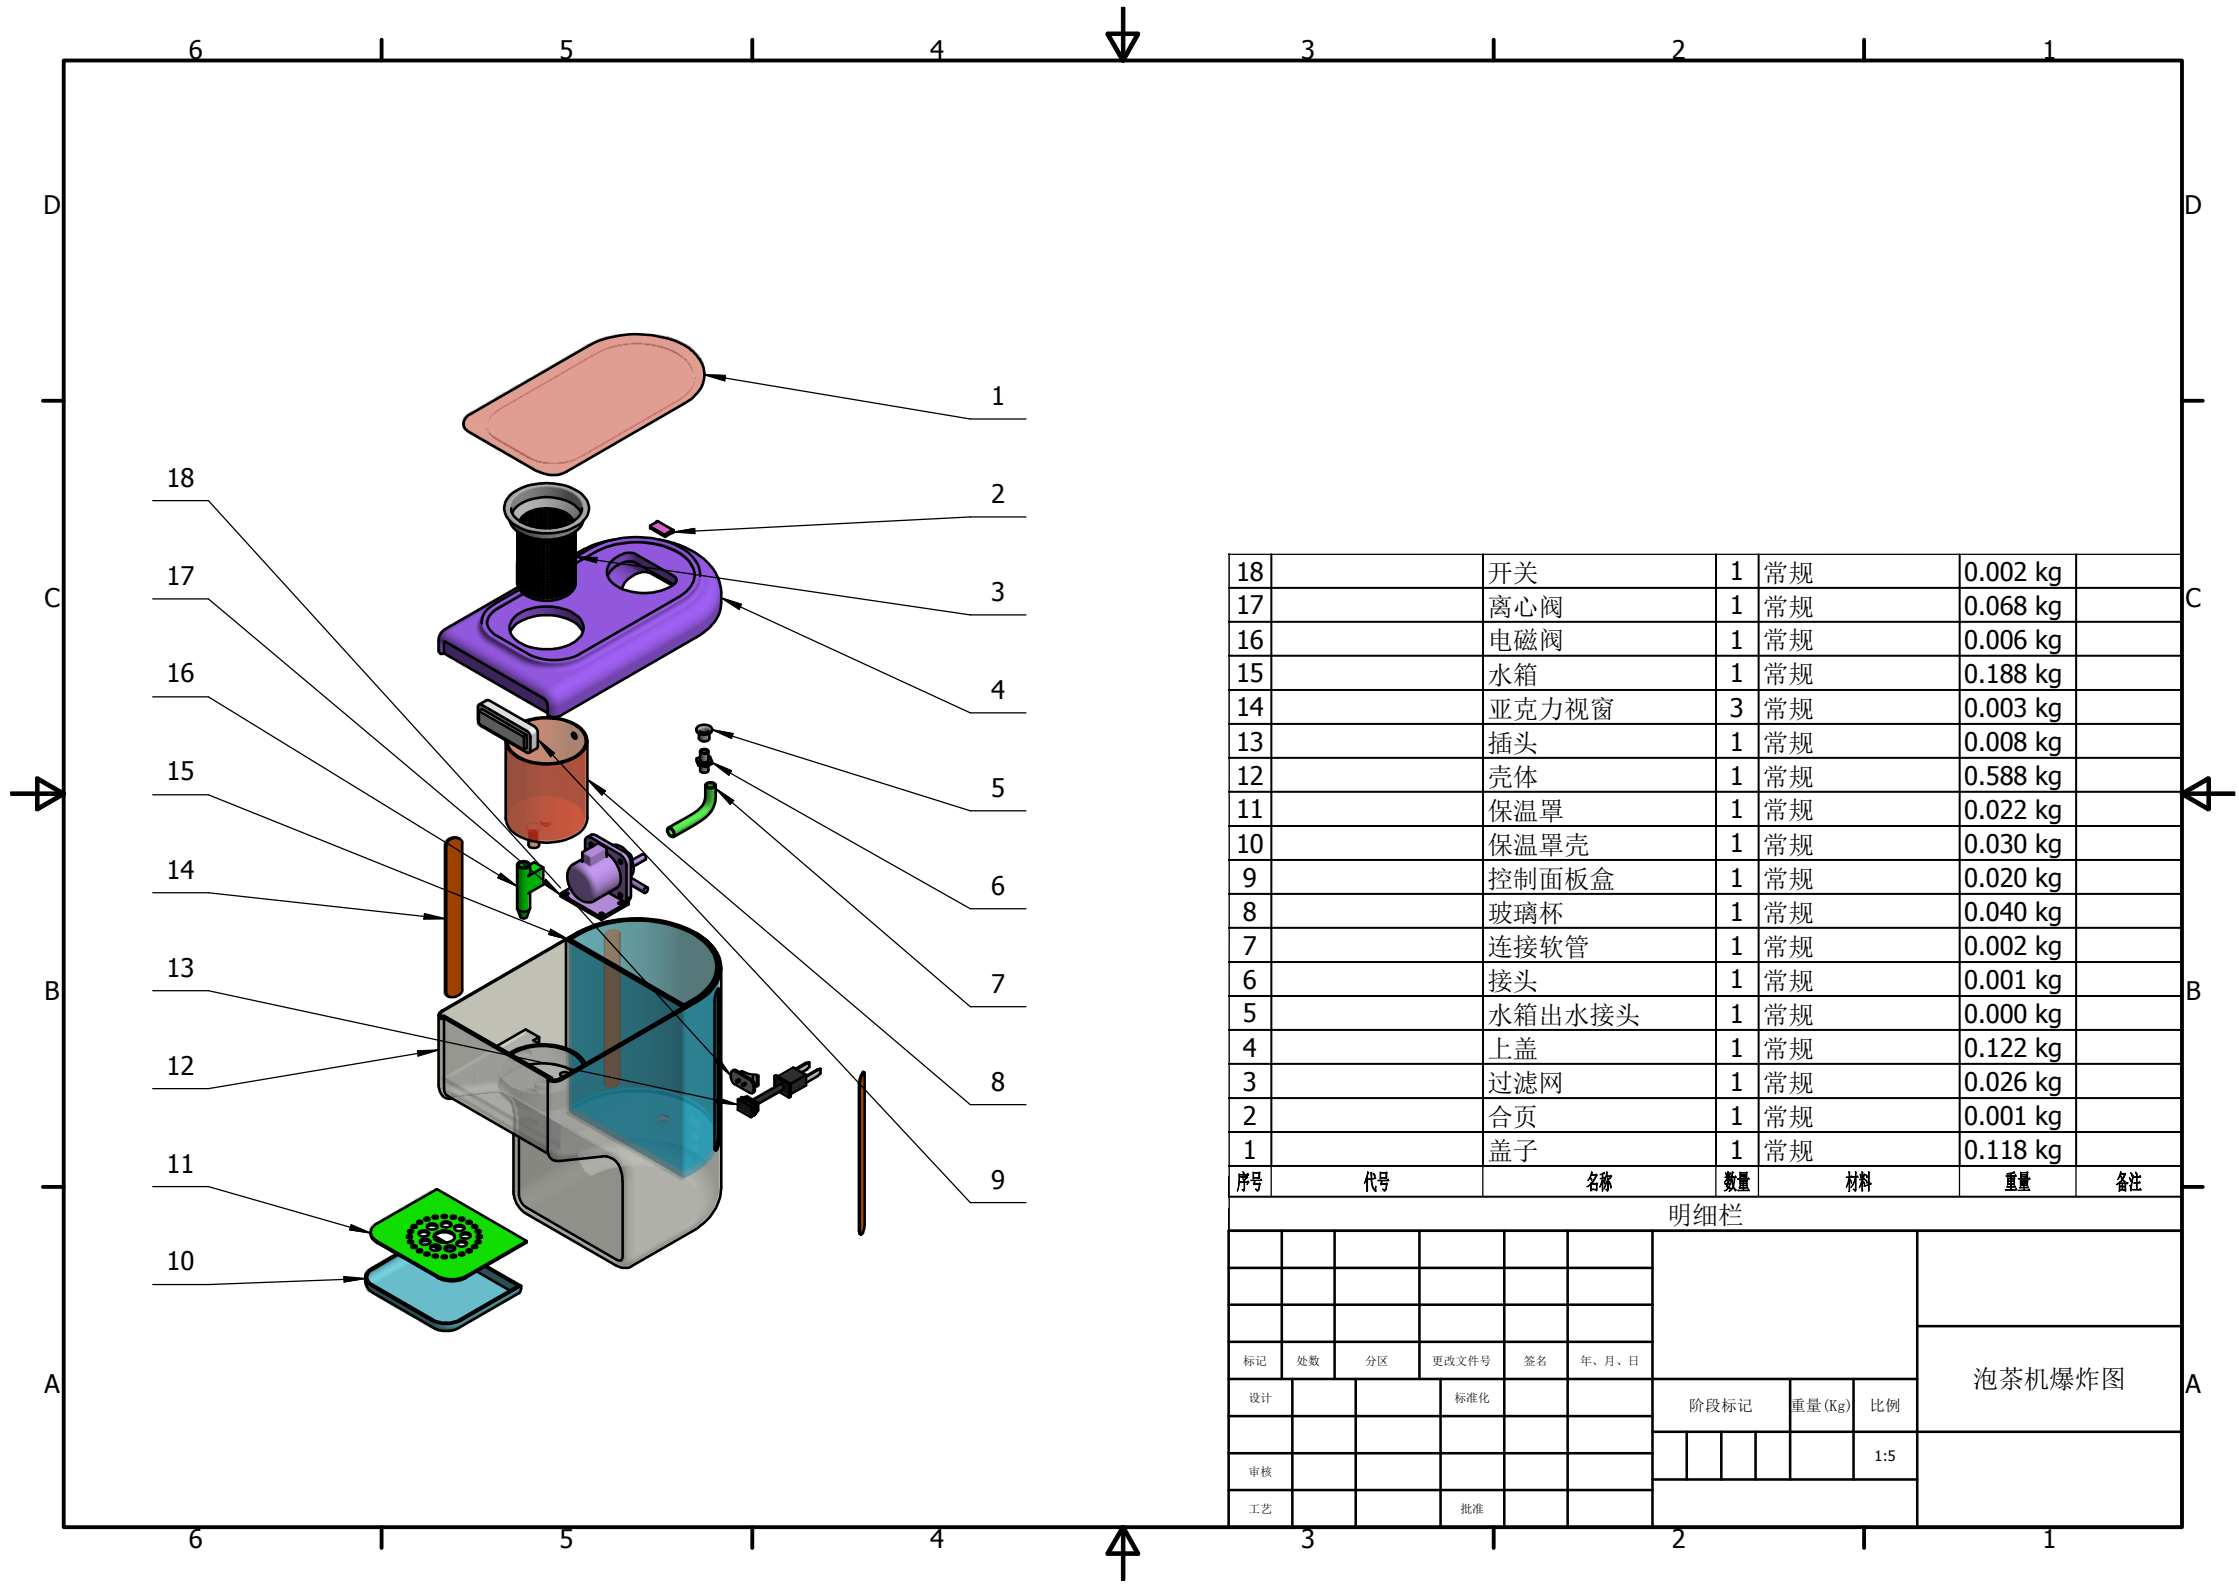 6 5 4 3 2 1
D D
1
18
2
17
3
C C
16
4
15
5
14
6
13
7
B B
12
8
11
9
10
A A
18 开关 1 常规 0.002 kg
17 离心阀 1 常规 0.068 kg
16 电磁阀 1 常规 0.006 kg
15 水箱 1 常规 0.188 kg
14 亚克力视窗 3 常规 0.003 kg
13 插头 1 常规 0.008 kg
12 壳体 1 常规 0.588 kg
11 保温罩 1 常规 0.022 kg
10 保温罩壳 1 常规 0.030 kg
9 控制面板盒 1 常规 0.020 kg
8 玻璃杯 1 常规 0.040 kg
7 连接软管 1 常规 0.002 kg
6 接头 1 常规 0.001 kg
5 水箱出水接头 1 常规 0.000 kg
4 上盖 1 常规 0.122 kg
3 过滤网 1 常规 0.026 kg
2 合页 1 常规 0.001 kg
1 盖子 1 常规 0.118 kg
序号 代号 名称 数量 材料 重量 备注
明细栏
标记 处数 分区 更改文件号 签名 年、月、日
设计 标准化
阶段标记 重量(Kg) 比例
泡茶机爆炸图
1:5
审核
工艺 批准
6 5 4 3 2 1